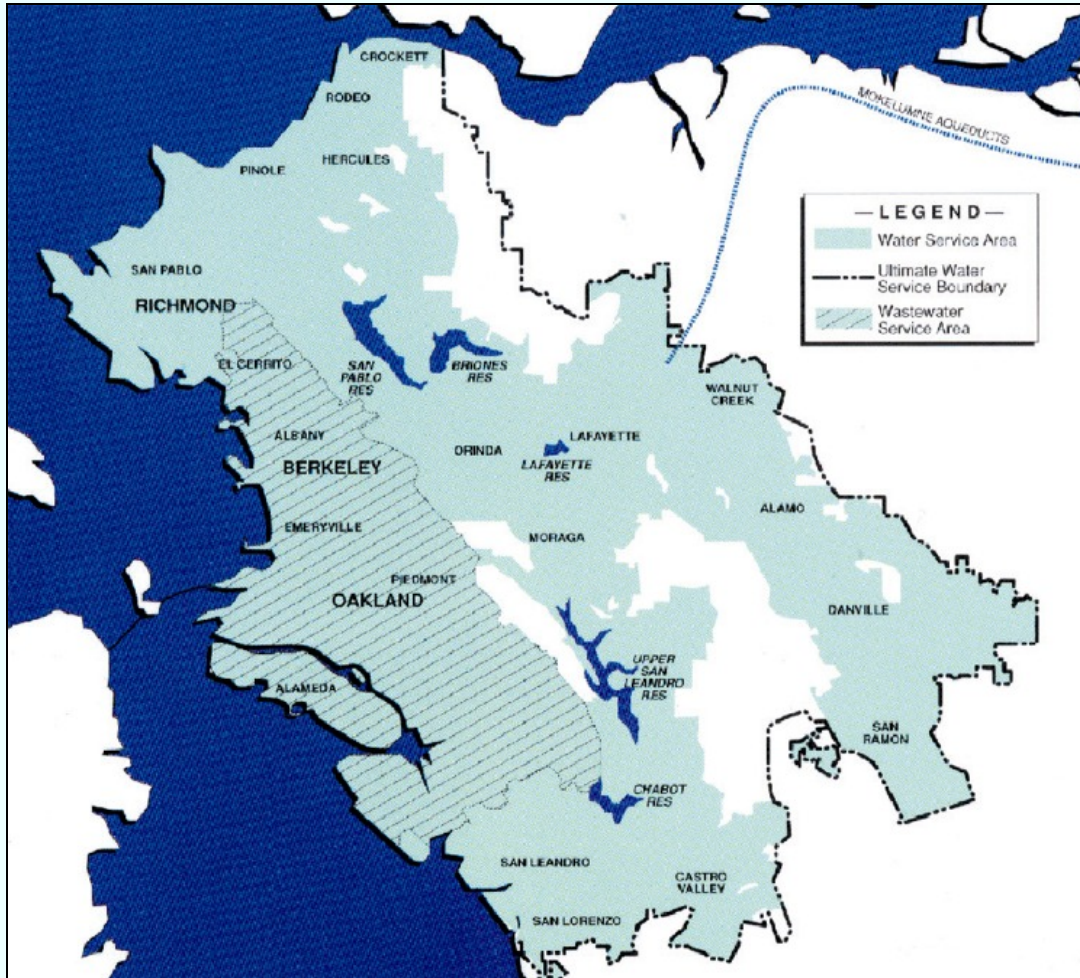 CROCKETT
RODEO
MOKELUMNE AQUEDUCTS
HERCULES
PINOLE
— LEGEND —
Water Service Area
Ultimate Water
Service Boundary
Wastewater
Service Area
SAN PABLO
RICHMOND
EL CERRITO
SAN
PABLO
RES
BRIONES
RES
WALNUT
CREEK
ALBANY
BERKELEY
ORINDA
LAFAYETTE
LAFAYETTE
RES
ALAMO
EMERYVILLE
MORAGA
PIEDMONT
OAKLAND
DANVILLE
UPPER
SAN
LEANDRO
RES
ALAMEDA
SAN
RAMON
CHABOT
RES
SAN LEANDRO
CASTRO
VALLEY
SAN LORENZO